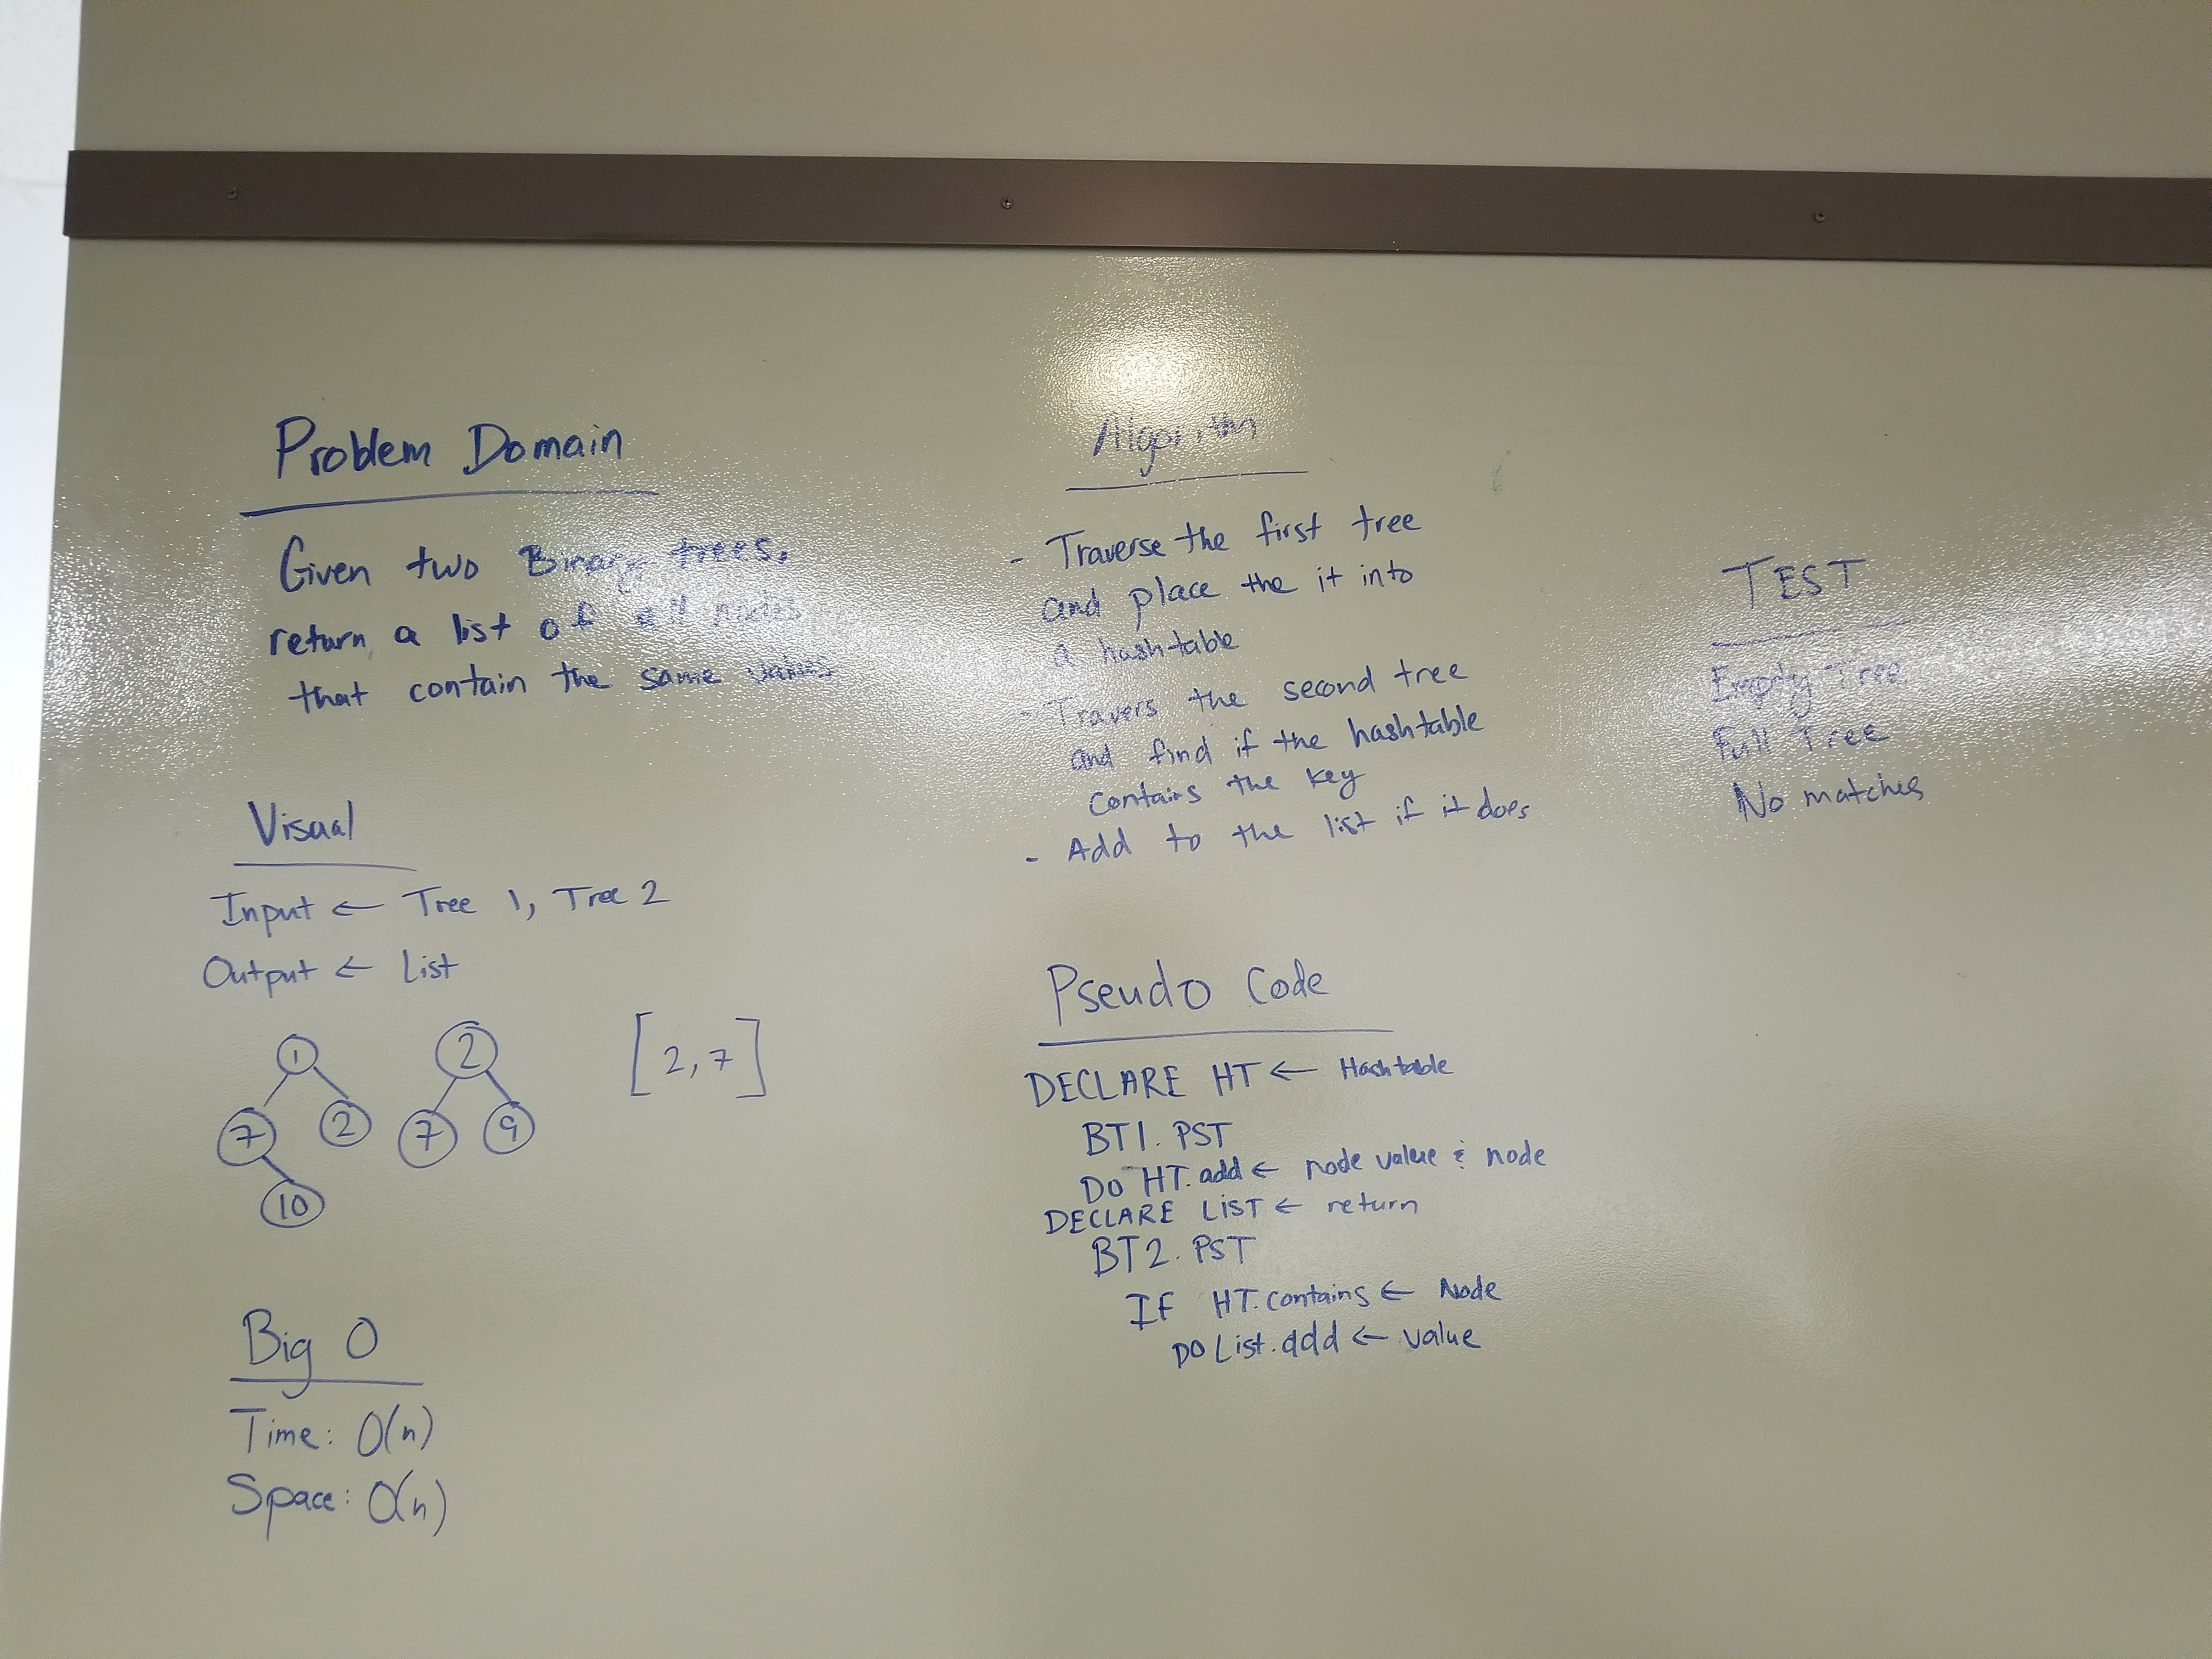 Problem Domain
Given two Binary trees,
return a list of all nodes
that contain the same values
Visual
Input ← Tree 1, Tree 2
Output ← List
1
7 2
10
2
7 9
[2,7]
Big O
Time: O(n)
Space: O(n)
Algorithm
- Traverse the first tree
and place the it into
a hashtable
- Travers the second tree
and find if the hashtable
contains the key
- Add to the list if it does
Pseudo Code
DECLARE HT ← Hashtable
BT1. PST
DO HT.add ← node value & node
DECLARE LIST ← return
BT2. PST
IF HT.contains ← Node
DO List.add ← value
TEST
Empty Tree
Full Tree
No matches